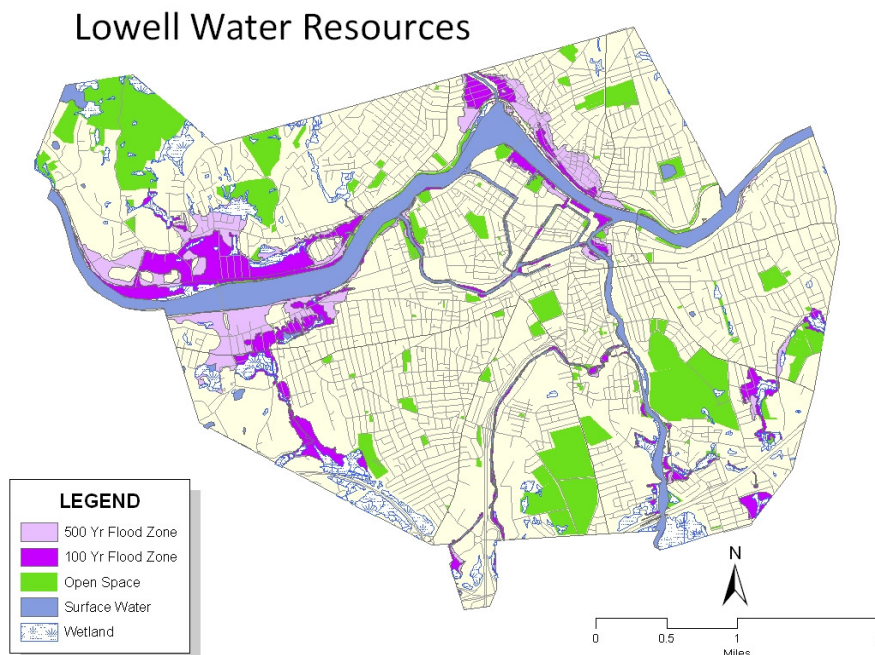 Lowell Water Resources
LEGEND
500 Yr Flood Zone
100 Yr Flood Zone
Open Space
Surface Water
Wetland
N
0 0.5 1
Miles